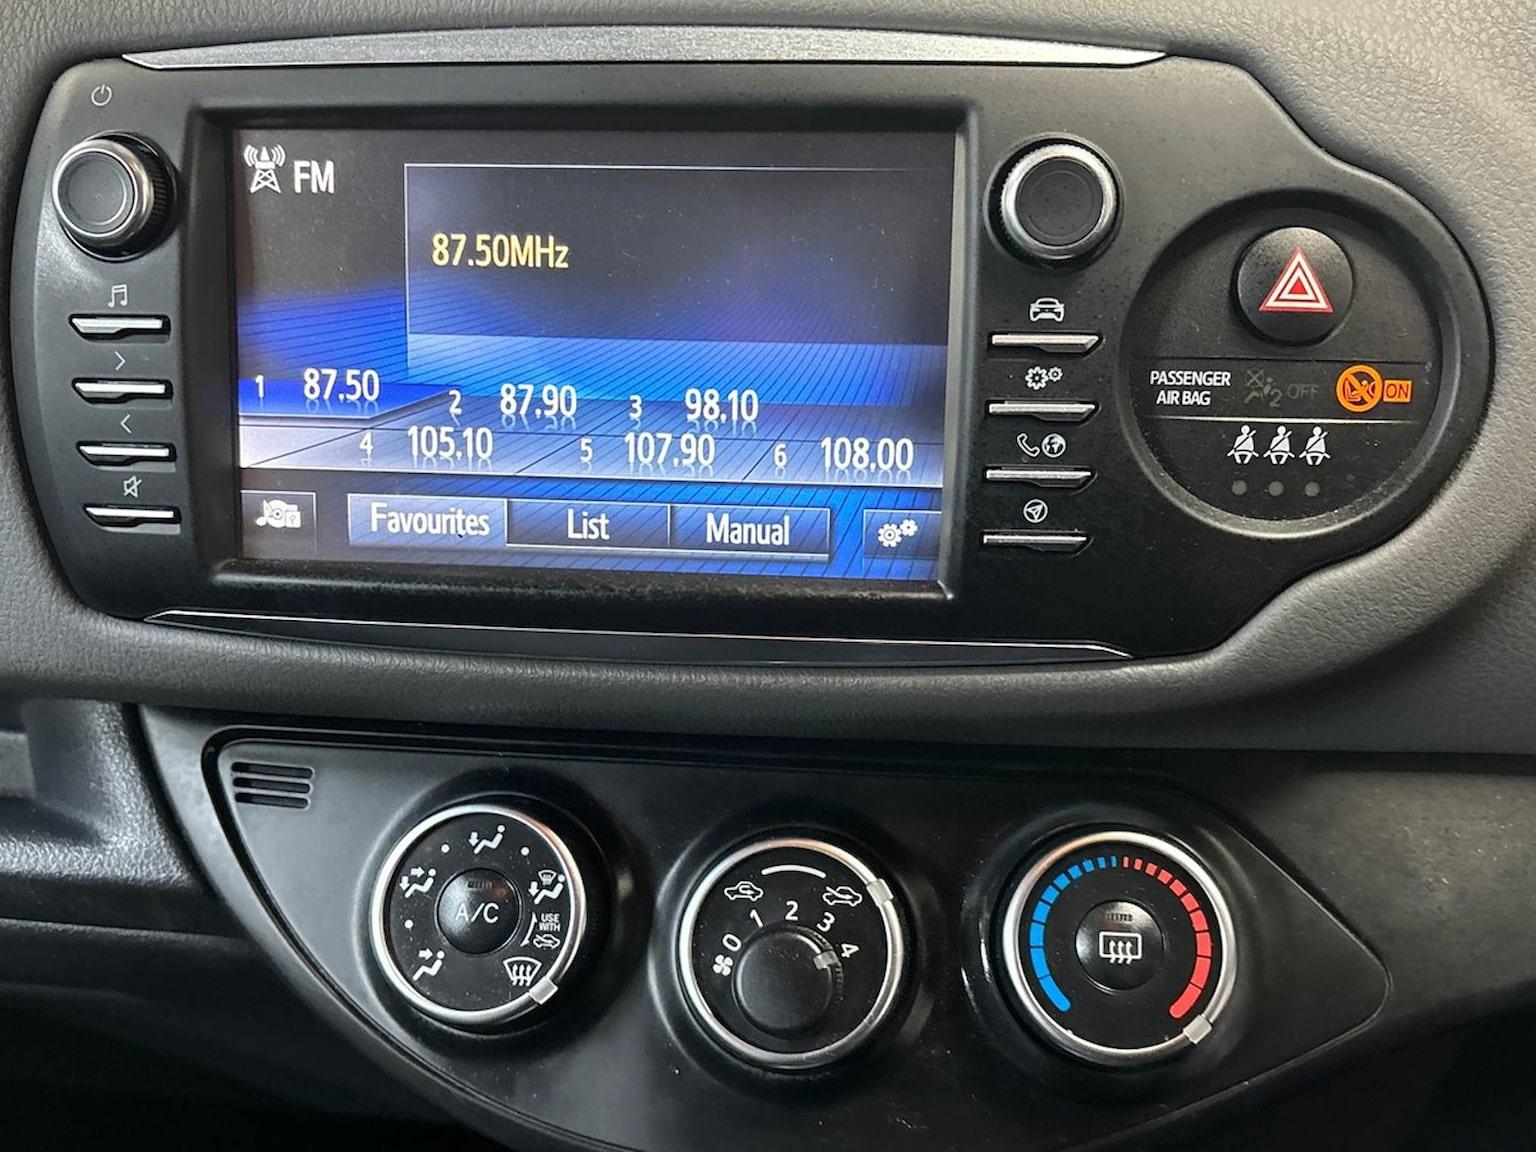 FM
87.50MHz
1 87.50 2 87.90 3 98.10
4 105.10 5 107.90 6 108.00
Favourites List Manual
PASSENGER
AIR BAG
2 OFF
ON
A/C
USE
WITH
0 1 2 3 4